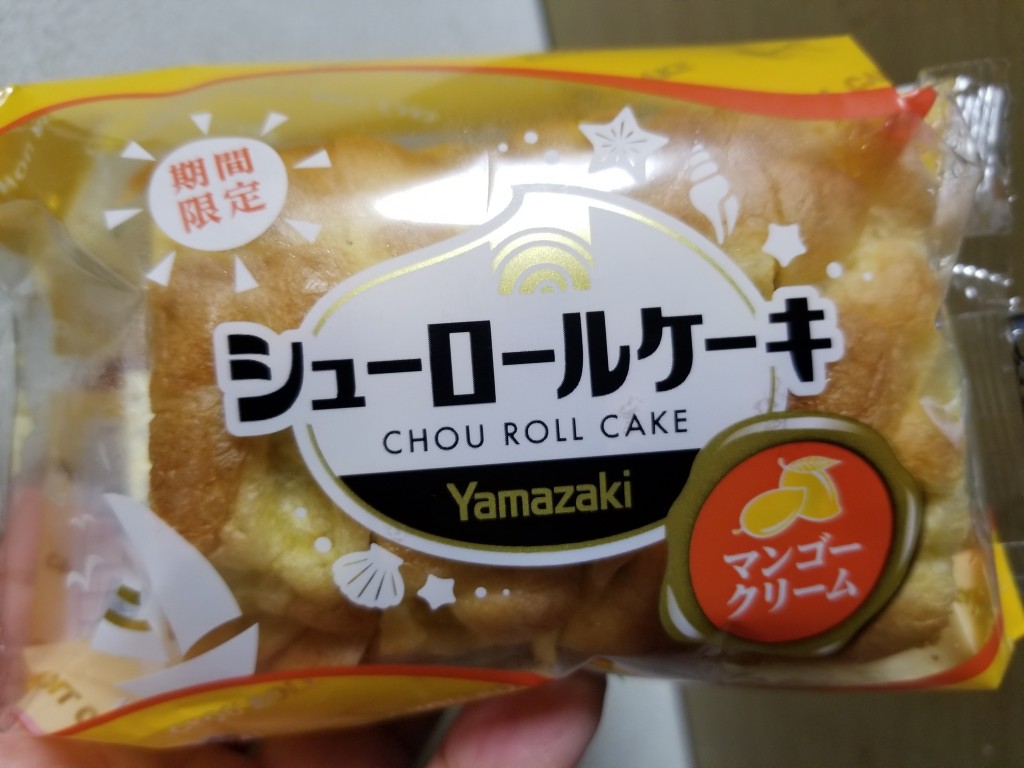 期間
限定
シューロールケーキ
CHOU ROLL CAKE
Yamazaki
マンゴー
クリーム